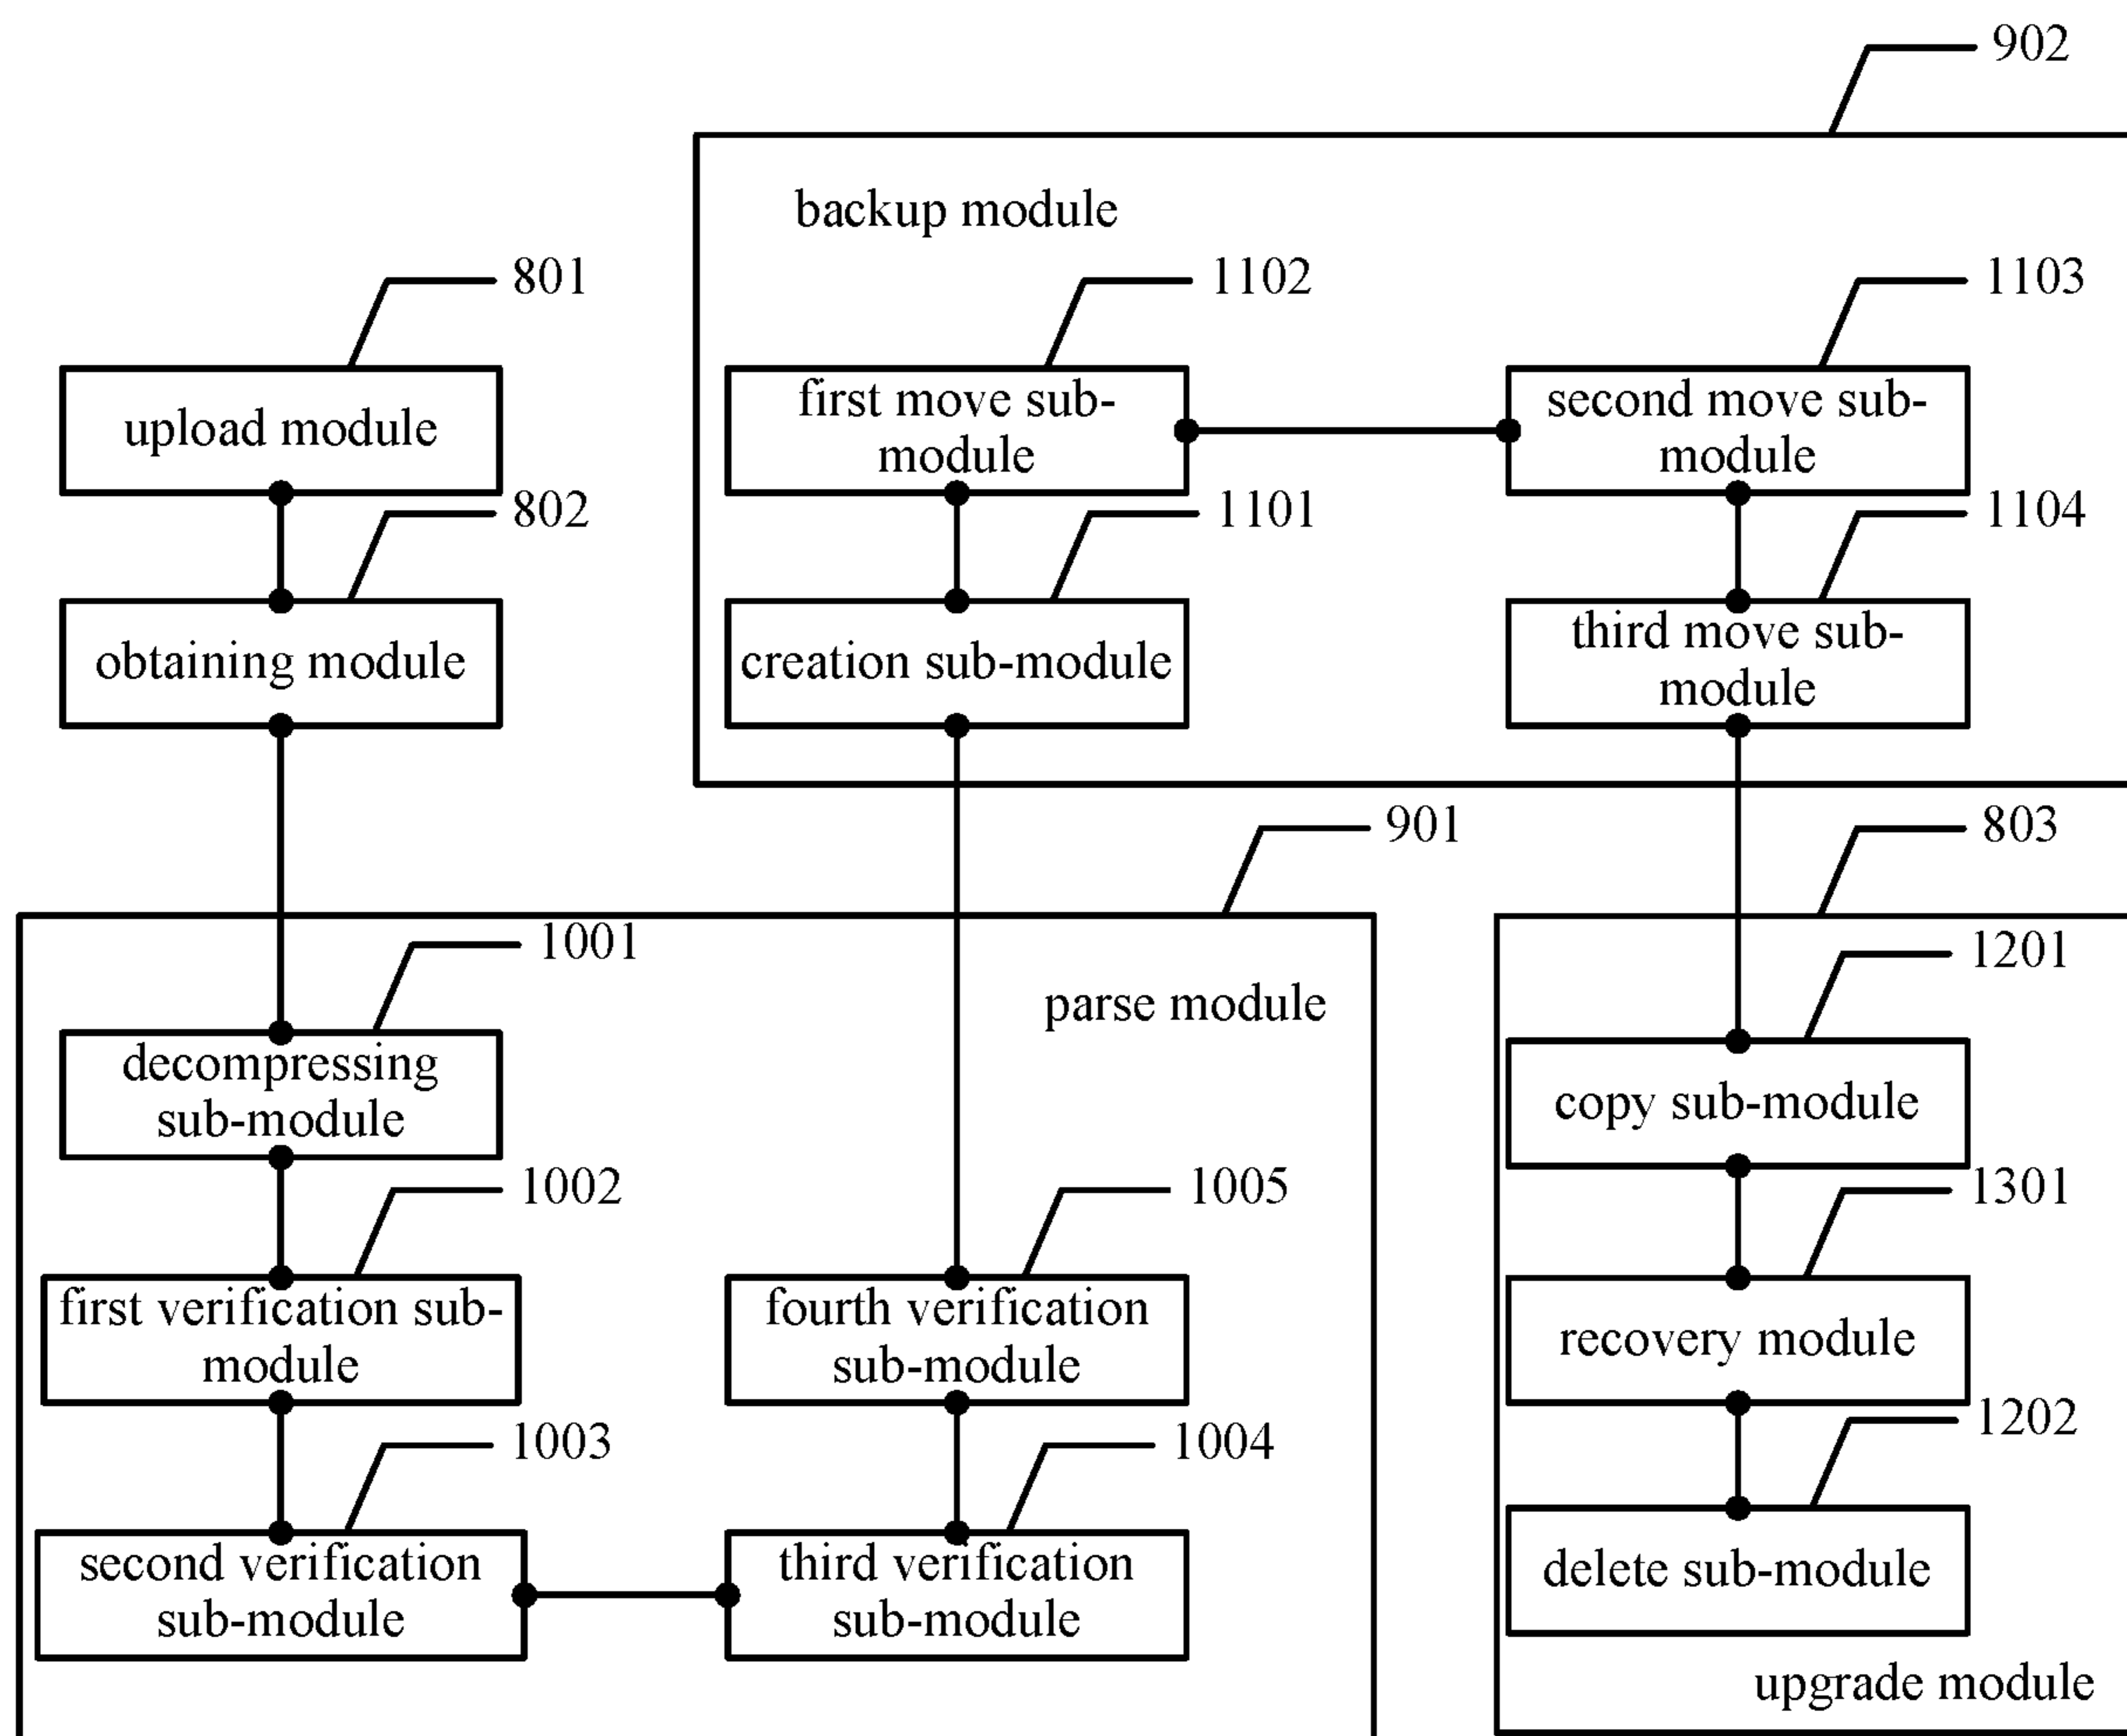 902
backup module
801
1102
1103
upload module
first move sub-
module
second move sub-
module
802
1101
1104
obtaining module
creation sub-module
third move sub-
module
901
803
1001
1201
parse module
decompressing
sub-module
copy sub-module
1002
1005
1301
first verification sub-
module
fourth verification
sub-module
recovery module
1003
1004
1202
second verification
sub-module
third verification
sub-module
delete sub-module
upgrade module